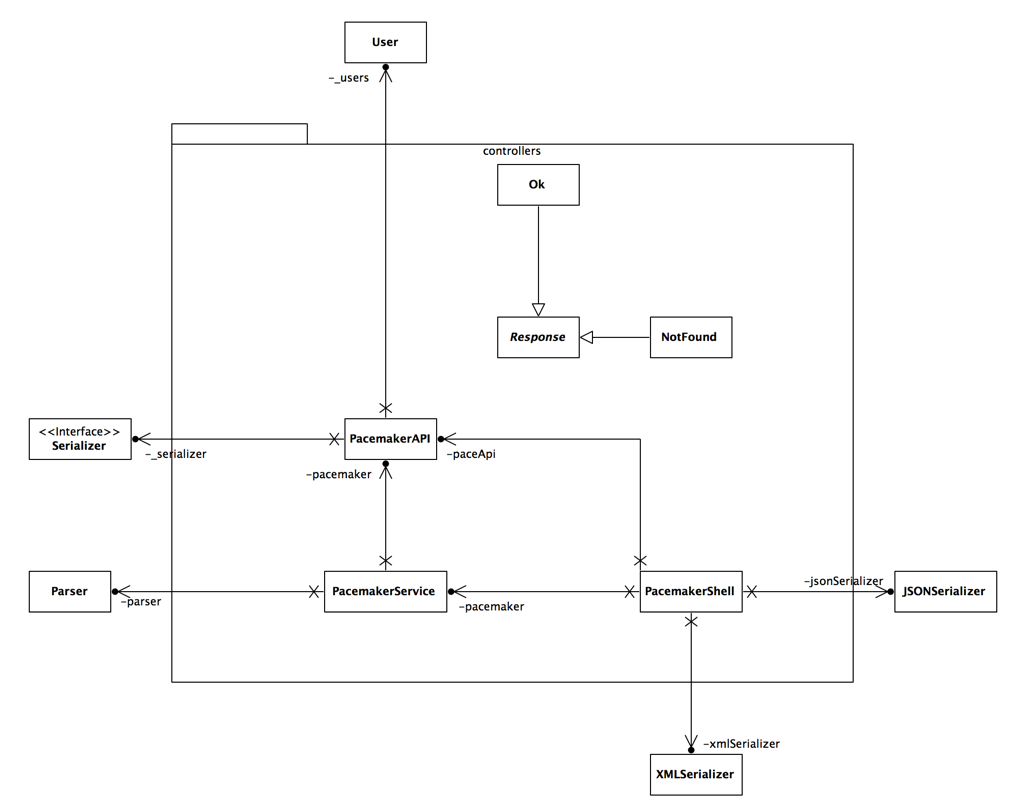 User
-_users
controllers
Ok
Response
NotFound
<<Interface>>
Serializer
-_serializer
PacemakerAPI
-paceApi
-pacemaker
Parser
-parser
PacemakerService
-pacemaker
PacemakerShell
-jsonSerializer
JSONSerializer
-xmlSerializer
XMLSerializer